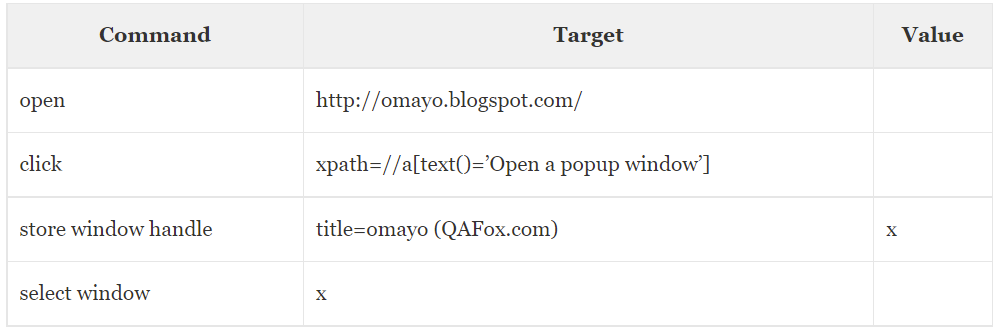 Command Target Value
open http://omayo.blogspot.com/
click xpath=//a[text()=’Open a popup window’]
store window handle title=omayo (QAFox.com) x
select window x